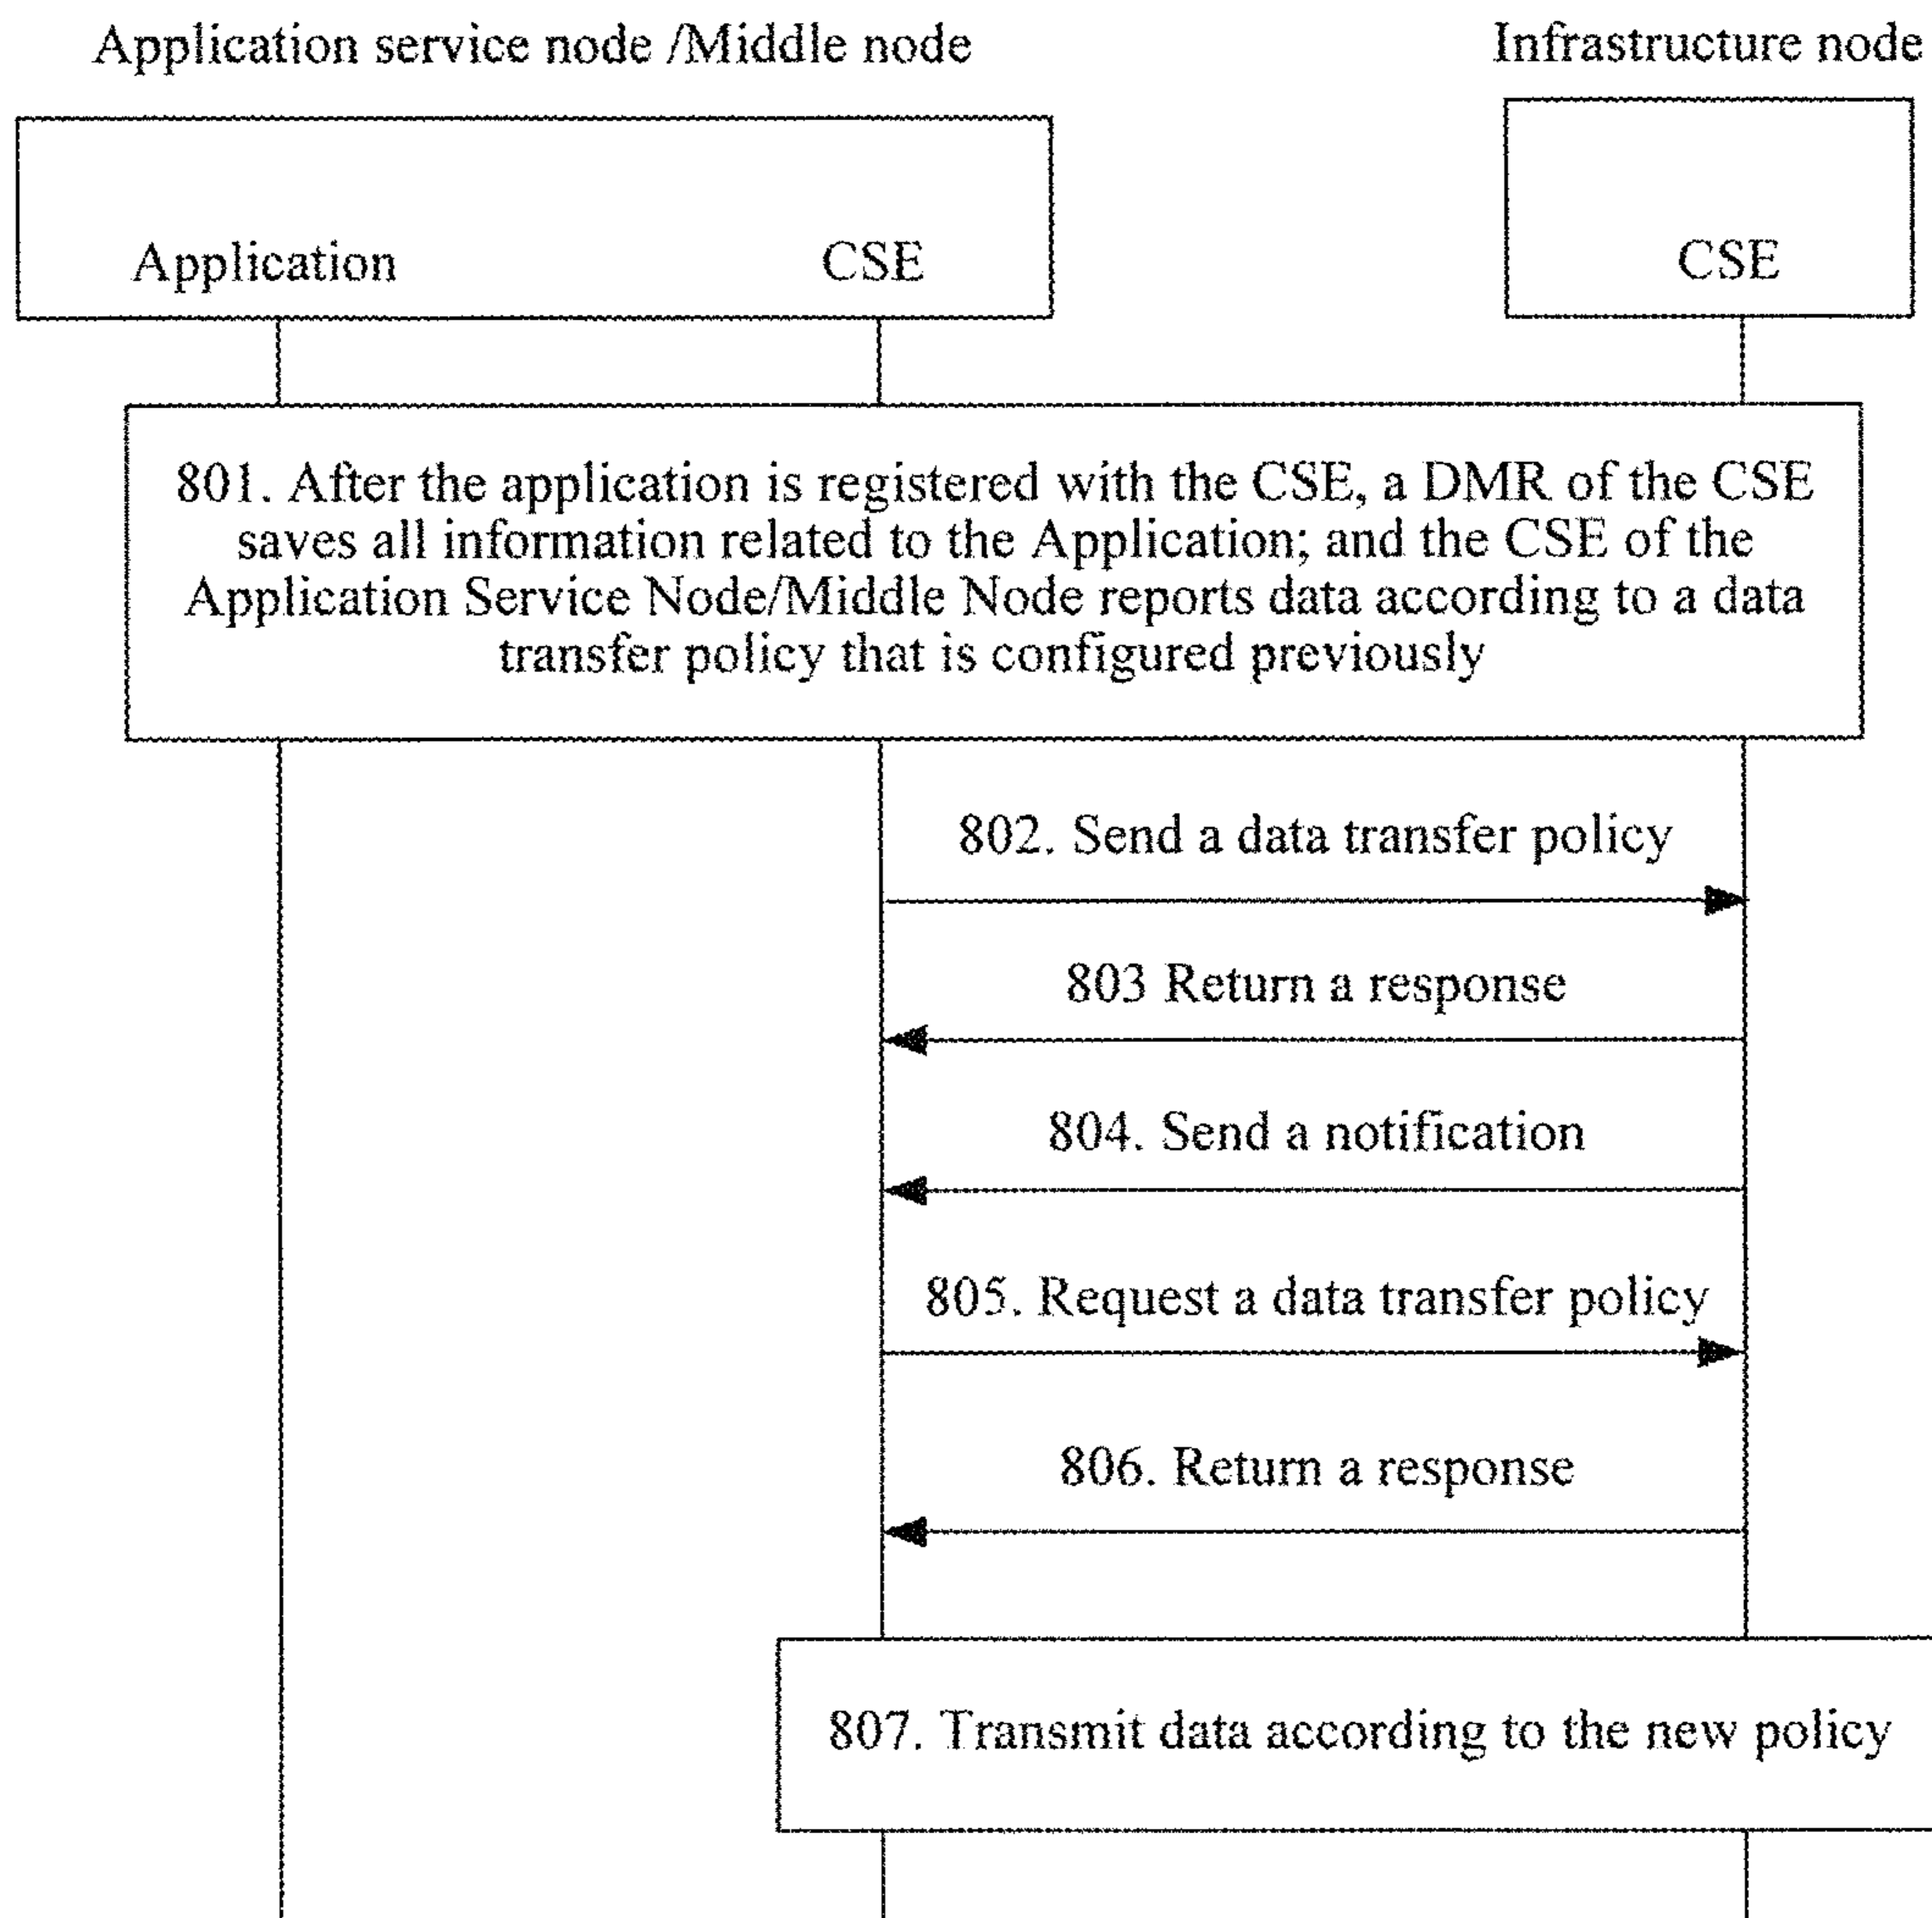 Application service node /Middle node
Infrastructure node
Application
CSE
CSE
801. After the application is registered with the CSE, a DMR of the CSE
saves all information related to the Application; and the CSE of the
Application Service Node/Middle Node reports data according to a data
transfer policy that is configured previously
802. Send a data transfer policy
803 Return a response
804. Send a notification
805. Request a data transfer policy
806. Return a response
807. Transmit data according to the new policy